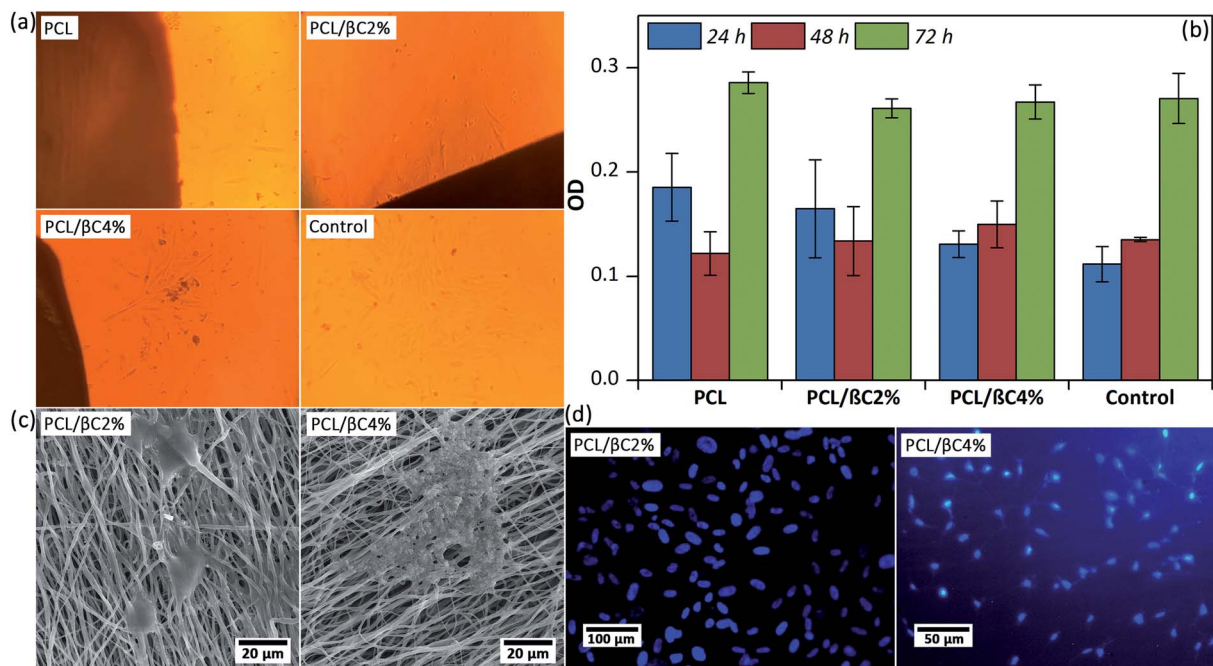 (a)
PCL
PCL/βC2%
PCL/βC4%
Control
(b)
24 h 48 h 72 h
OD
0.3
0.2
0.1
0.0
PCL PCL/ßC2% PCL/ßC4% Control
(c)
PCL/βC2%
20 µm
PCL/βC4%
20 µm
(d)
PCL/βC2%
100 µm
PCL/βC4%
50 µm